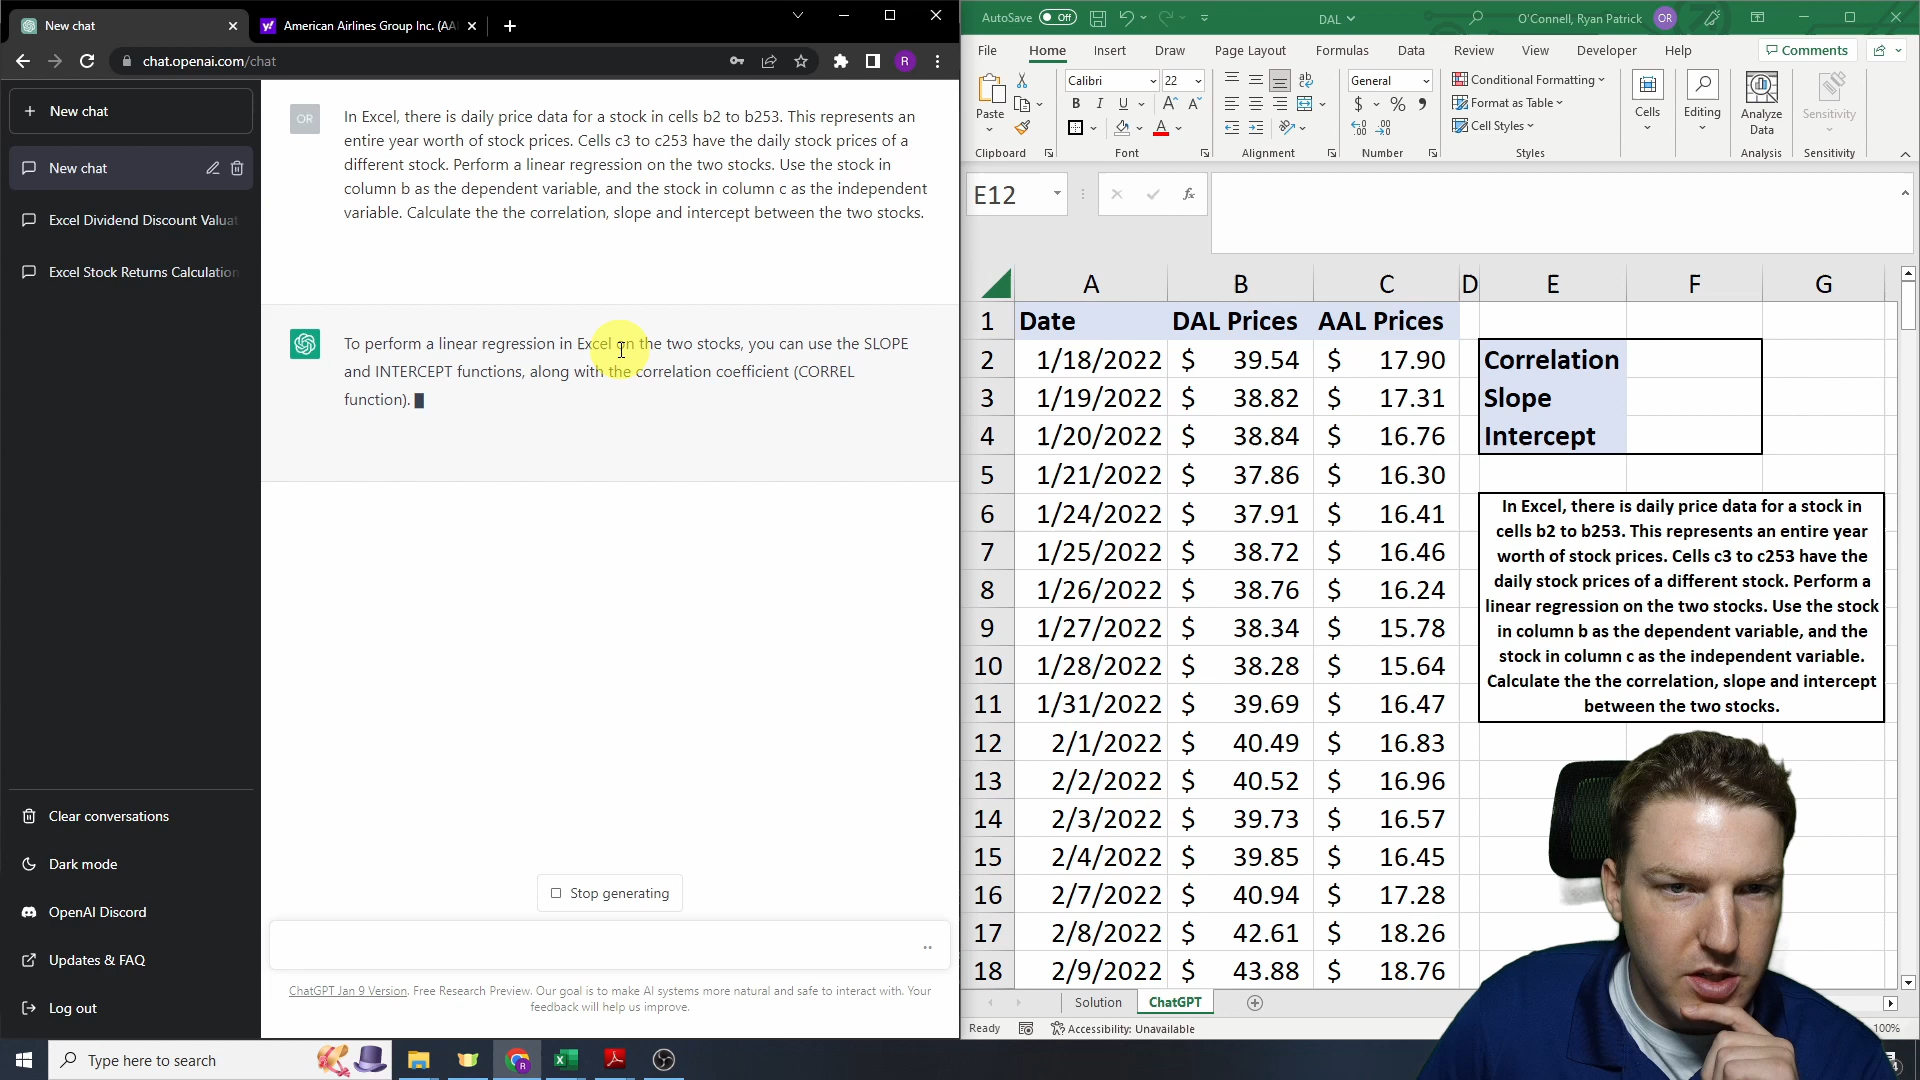 New chat
American Airlines Group Inc. (AA
chat.openai.com/chat
R
New chat
New chat
Excel Dividend Discount Valuat
Excel Stock Returns Calculation
Clear conversations
Dark mode
OpenAI Discord
Updates & FAQ
Log out
OR
In Excel, there is daily price data for a stock in cells b2 to b253. This represents an
entire year worth of stock prices. Cells c3 to c253 have the daily stock prices of a
different stock. Perform a linear regression on the two stocks. Use the stock in
column b as the dependent variable, and the stock in column c as the independent
variable. Calculate the the correlation, slope and intercept between the two stocks.
To perform a linear regression in Excel on the two stocks, you can use the SLOPE
and INTERCEPT functions, along with the correlation coefficient (CORREL
function).
Stop generating
ChatGPT Jan 9 Version. Free Research Preview. Our goal is to make AI systems more natural and safe to interact with. Your
feedback will help us improve.
Type here to search
AutoSave Off DAL O'Connell, Ryan Patrick OR
File Home Insert Draw Page Layout Formulas Data Review View Developer Help Comments
Paste
Clipboard
Calibri 22
B I U A A
A
Font
ab
Alignment
General
$ % ,
Number
Conditional Formatting
Format as Table
Cell Styles
Styles
Cells
Editing
Analyze
Data
Analysis
Sensitivity
Sensitivity
E12 fx
A B C D E F G
1 Date DAL Prices AAL Prices
2 1/18/2022 $ 39.54 $ 17.90 Correlation
3 1/19/2022 $ 38.82 $ 17.31 Slope
4 1/20/2022 $ 38.84 $ 16.76 Intercept
5 1/21/2022 $ 37.86 $ 16.30
6 1/24/2022 $ 37.91 $ 16.41
7 1/25/2022 $ 38.72 $ 16.46
8 1/26/2022 $ 38.76 $ 16.24
9 1/27/2022 $ 38.34 $ 15.78
10 1/28/2022 $ 38.28 $ 15.64
11 1/31/2022 $ 39.69 $ 16.47
12 2/1/2022 $ 40.49 $ 16.83
13 2/2/2022 $ 40.52 $ 16.96
14 2/3/2022 $ 39.73 $ 16.57
15 2/4/2022 $ 39.85 $ 16.45
16 2/7/2022 $ 40.94 $ 17.28
17 2/8/2022 $ 42.61 $ 18.26
18 2/9/2022 $ 43.88 $ 18.76
In Excel, there is daily price data for a stock in
cells b2 to b253. This represents an entire year
worth of stock prices. Cells c3 to c253 have the
daily stock prices of a different stock. Perform a
linear regression on the two stocks. Use the stock
in column b as the dependent variable, and the
stock in column c as the independent variable.
Calculate the the correlation, slope and intercept
between the two stocks.
Solution ChatGPT
Ready Accessibility: Unavailable 100%